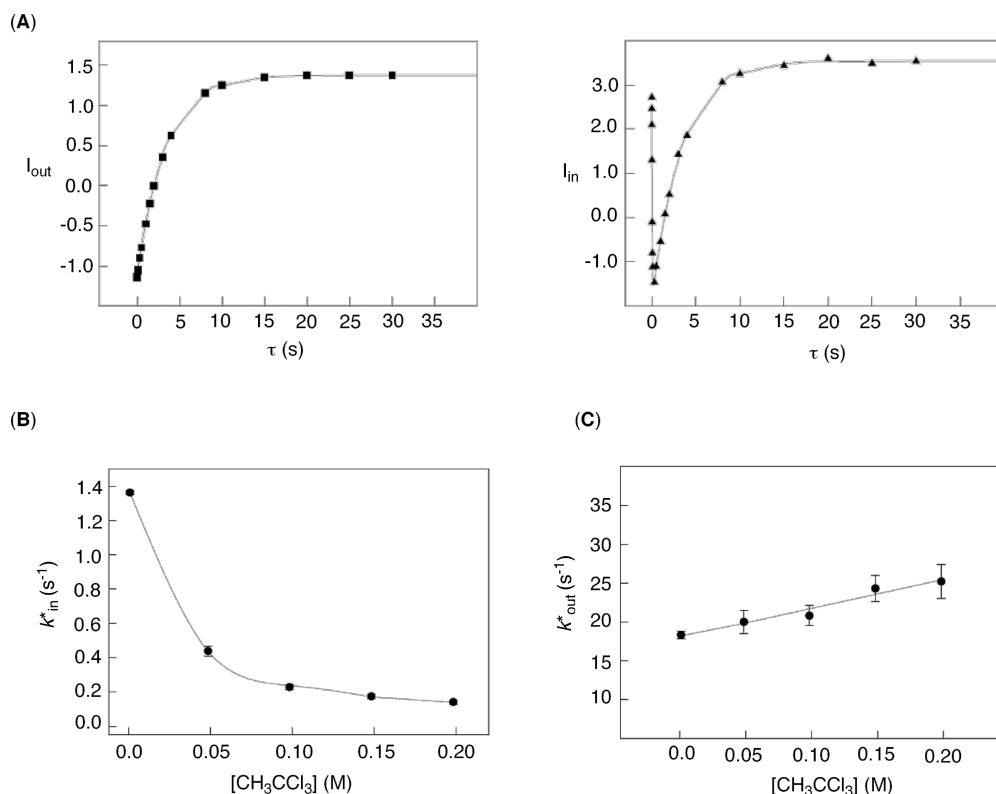 (A)
1.5
1.0
0.5
0.0
-0.5
-1.0
I_out
0 5 10 15 20 25 30 35
τ (s)
3.0
2.0
1.0
0.0
-1.0
I_in
0 5 10 15 20 25 30 35
τ (s)
(B)
1.4
1.2
1.0
0.8
0.6
0.4
0.2
0.0
k*_in (s⁻¹)
0.0 0.05 0.10 0.15 0.20
[CH₃CCl₃] (M)
(C)
35
30
25
20
15
10
k*_out (s⁻¹)
0.0 0.05 0.10 0.15 0.20
[CH₃CCl₃] (M)